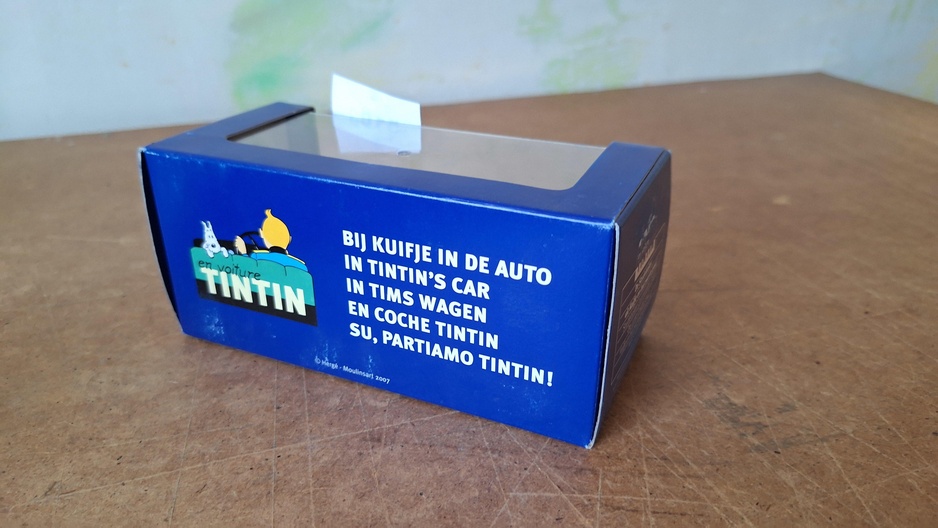 en voiture
TINTIN
BIJ KUIFJE IN DE AUTO
IN TINTIN'S CAR
IN TIMS WAGEN
EN COCHE TINTIN
SU, PARTIAMO TINTIN!
© Hergé - Moulinsart 2007